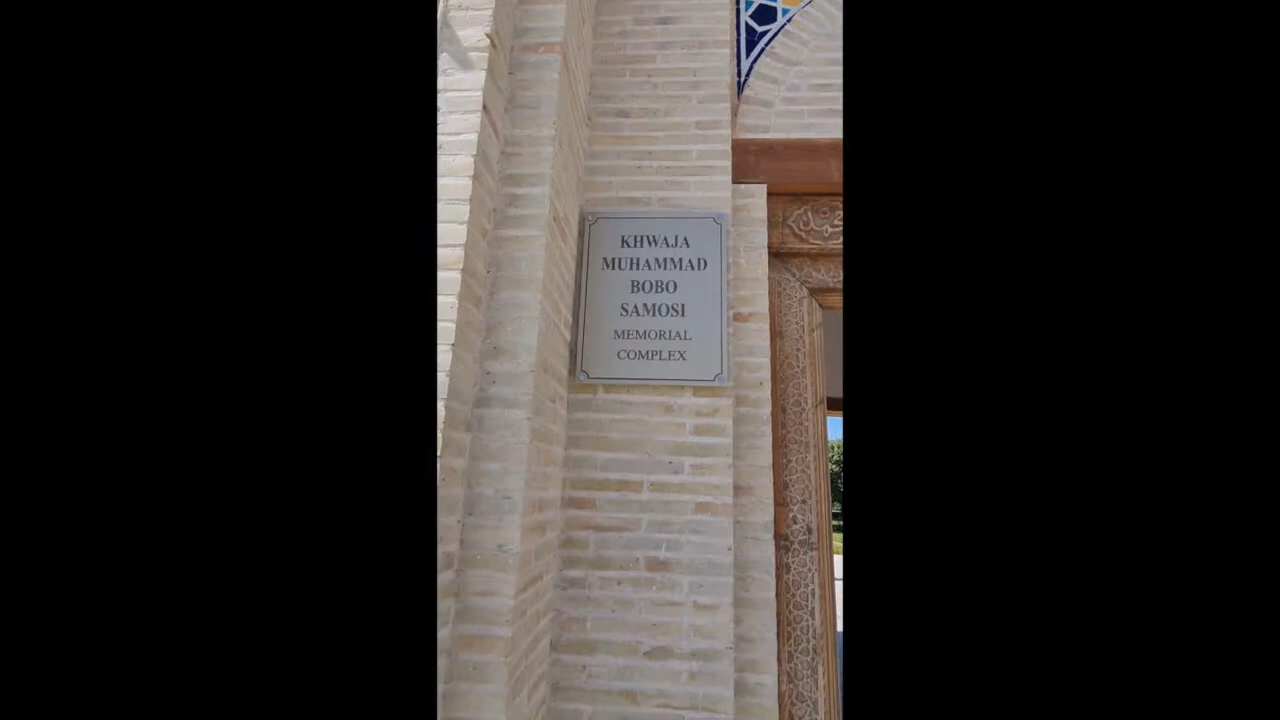 KHWAJA
MUHAMMAD
BOBO
SAMOSI
MEMORIAL
COMPLEX